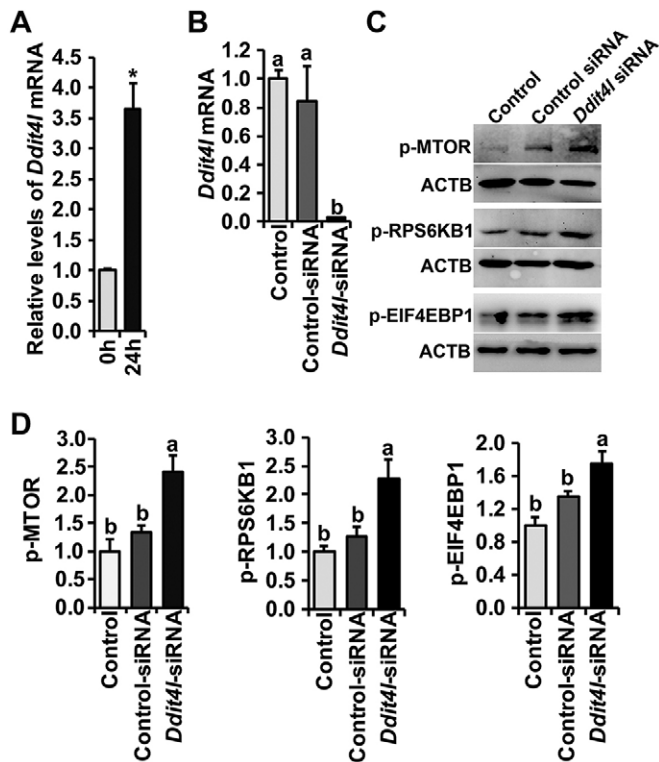 A
Relative levels of Ddit4l mRNA
4.5
4.0
3.5
3.0
2.5
2.0
1.5
1.0
0.5
0.0
*
0h
24h
B
Ddit4l mRNA
1.2
1.0
0.8
0.6
0.4
0.2
0.0
a
a
b
Control
Control-siRNA
Ddit4l-siRNA
C
Control
Control siRNA
Ddit4l siRNA
p-MTOR
ACTB
p-RPS6KB1
ACTB
p-EIF4EBP1
ACTB
D
p-MTOR
3.0
2.5
2.0
1.5
1.0
0.5
0.0
b
b
a
Control
Control-siRNA
Ddit4l-siRNA
p-RPS6KB1
3.0
2.5
2.0
1.5
1.0
0.5
0.0
b
b
a
Control
Control-siRNA
Ddit4l-siRNA
p-EIF4EBP1
2.0
1.6
1.2
0.8
0.4
0.0
b
b
a
Control
Control-siRNA
Ddit4l-siRNA